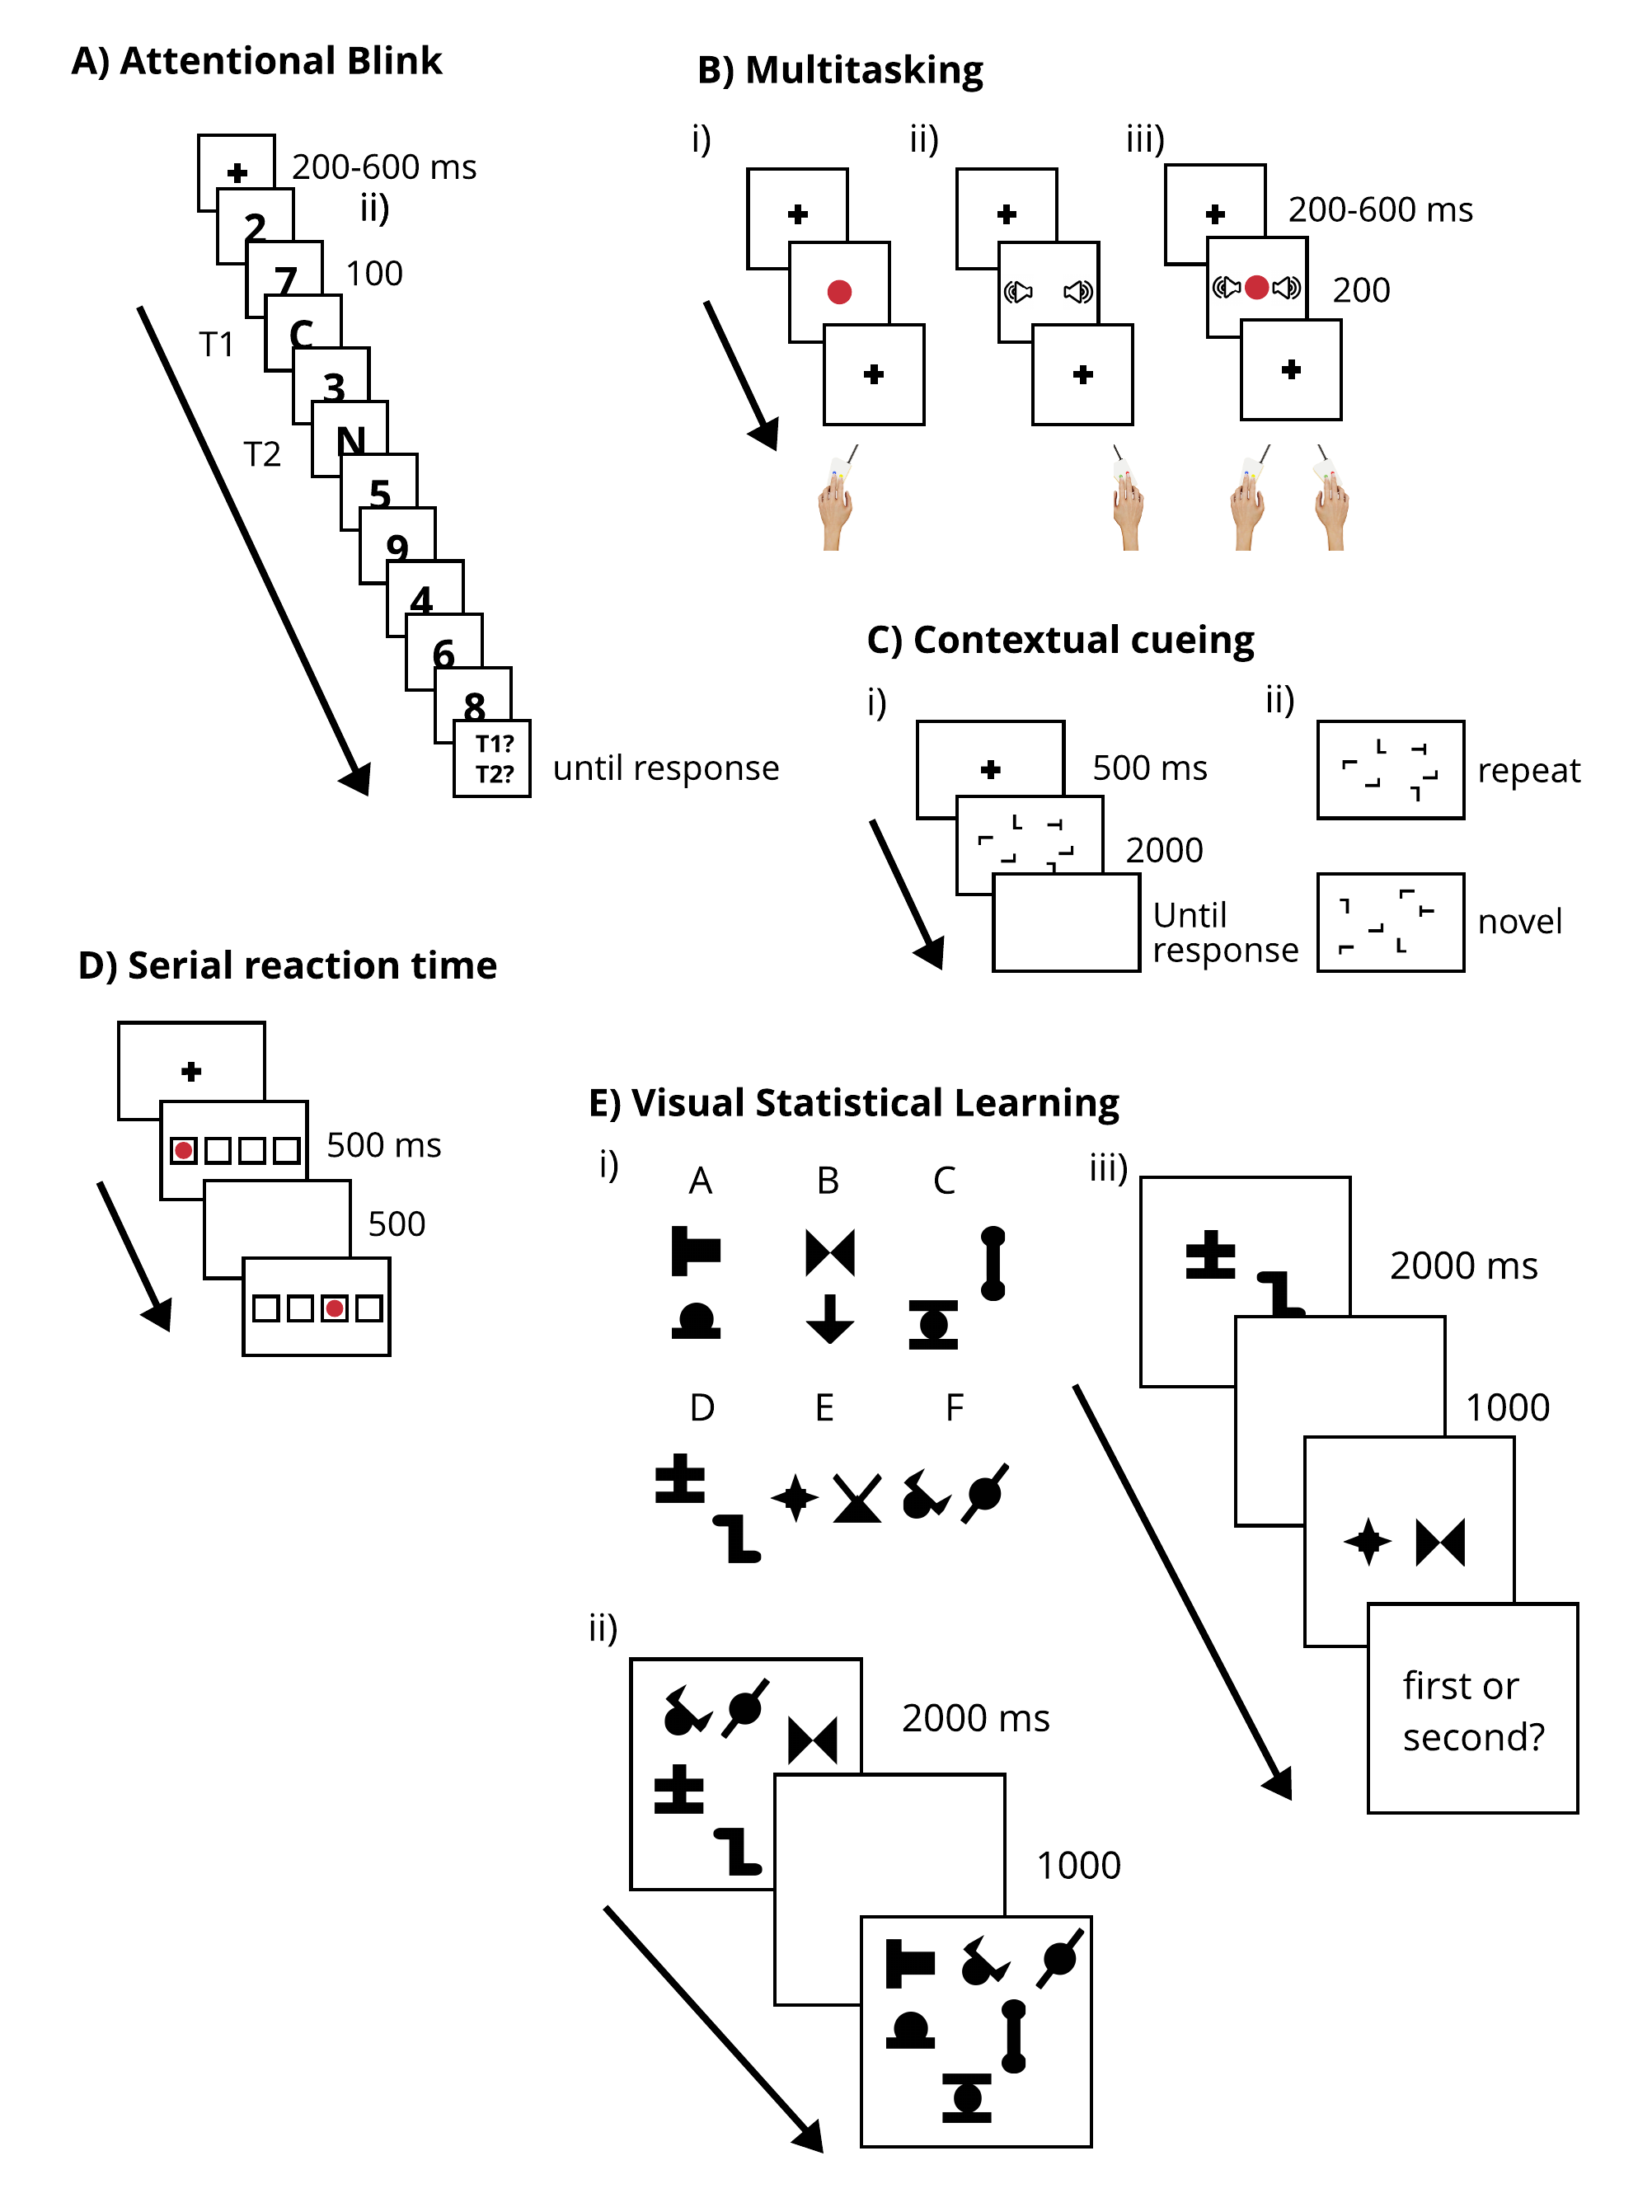 A) Attentional Blink
200-600 ms
ii)
2
7
100
C
T1
3
N
T2
5
9
4
6
8
T1?
T2?
until response
B) Multitasking
i)
ii)
iii)
200-600 ms
200
C) Contextual cueing
i)
500 ms
2000
Until
response
ii)
repeat
novel
D) Serial reaction time
500 ms
500
E) Visual Statistical Learning
i)
A B C
D E F
ii)
2000 ms
1000
iii)
2000 ms
1000
first or
second?